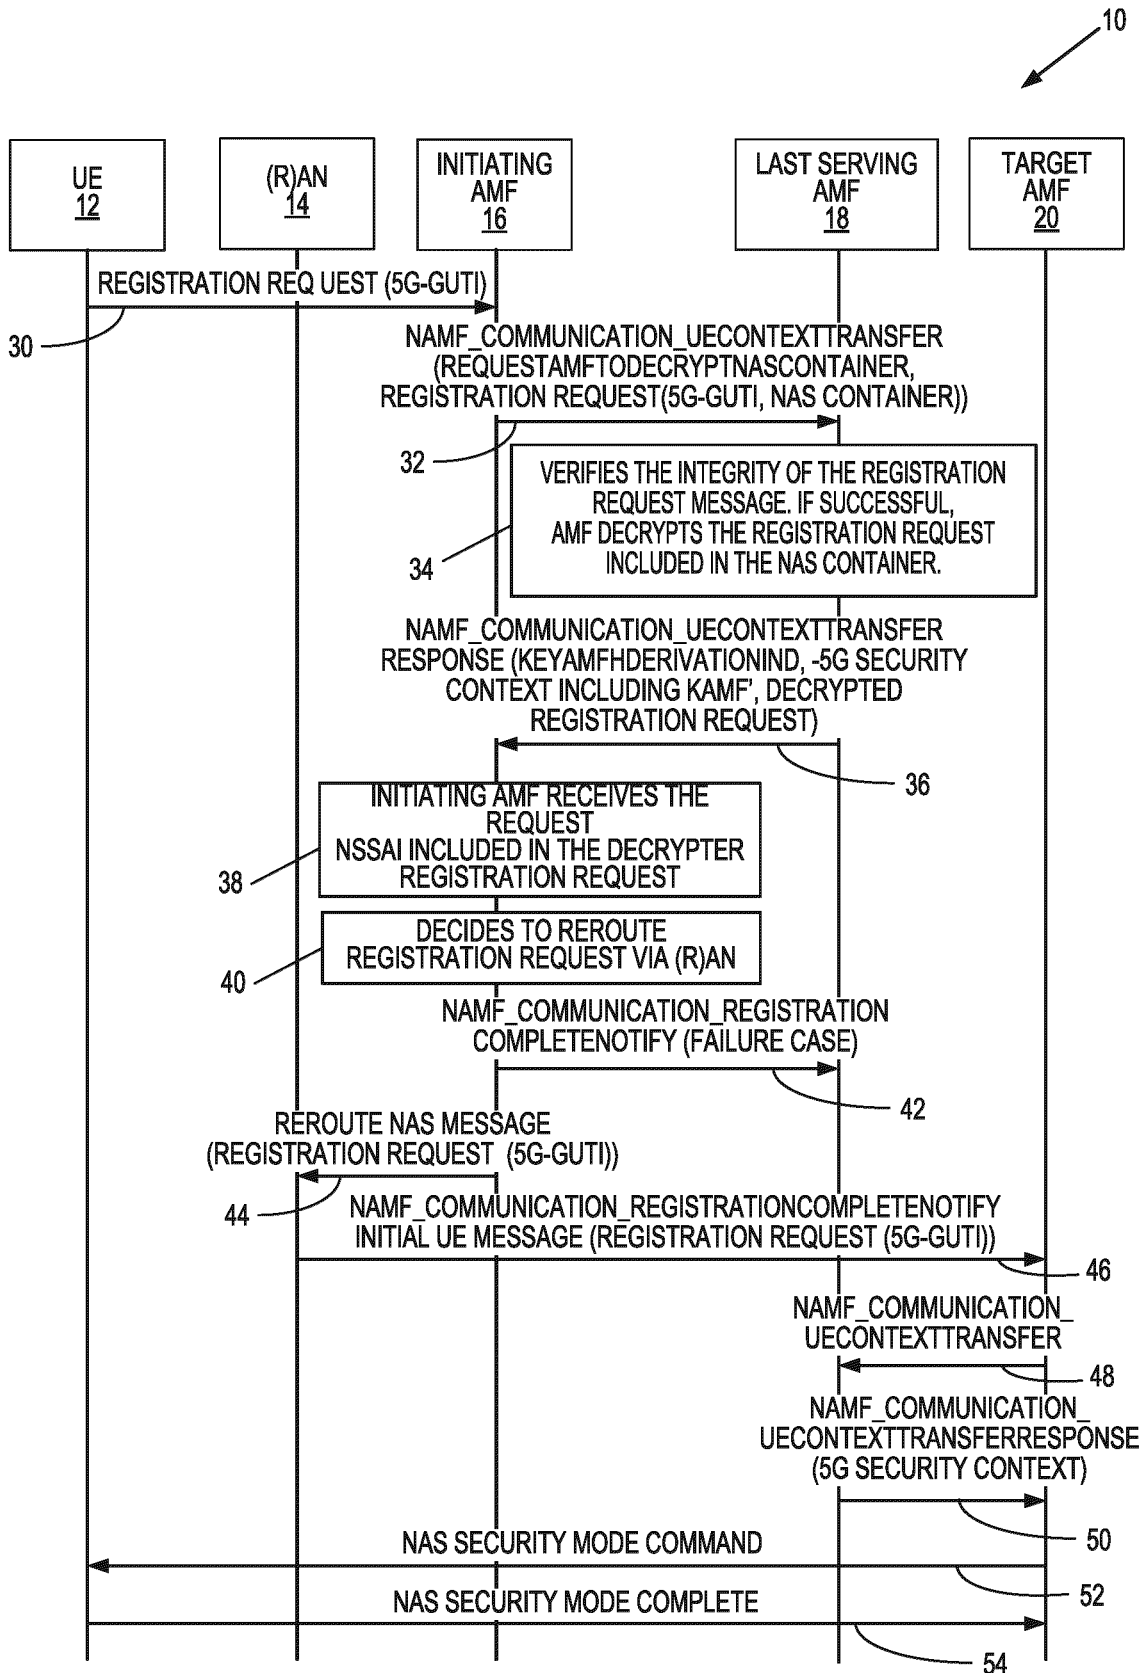 10
UE
12
(R)AN
14
INITIATING
AMF
16
LAST SERVING
AMF
18
TARGET
AMF
20
REGISTRATION REQ UEST (5G-GUTI)
30
NAMF_COMMUNICATION_UECONTEXTTRANSFER
(REQUESTAMFTODECRYPTNASCONTAINER,
REGISTRATION REQUEST(5G-GUTI, NAS CONTAINER))
32
VERIFIES THE INTEGRITY OF THE REGISTRATION
REQUEST MESSAGE. IF SUCCESSFUL,
AMF DECRYPTS THE REGISTRATION REQUEST
INCLUDED IN THE NAS CONTAINER.
34
NAMF_COMMUNICATION_UECONTEXTTRANSFER
RESPONSE (KEYAMFHDERIVATIONIND, -5G SECURITY
CONTEXT INCLUDING KAMF', DECRYPTED
REGISTRATION REQUEST)
36
INITIATING AMF RECEIVES THE
REQUEST
NSSAI INCLUDED IN THE DECRYPTER
REGISTRATION REQUEST
38
DECIDES TO REROUTE
REGISTRATION REQUEST VIA (R)AN
40
NAMF_COMMUNICATION_REGISTRATION
COMPLETENOTIFY (FAILURE CASE)
42
REROUTE NAS MESSAGE
(REGISTRATION REQUEST (5G-GUTI))
44
NAMF_COMMUNICATION_REGISTRATIONCOMPLETENOTIFY
INITIAL UE MESSAGE (REGISTRATION REQUEST (5G-GUTI))
46
NAMF_COMMUNICATION_
UECONTEXTTRANSFER
48
NAMF_COMMUNICATION_
UECONTEXTTRANSFERRESPONSE
(5G SECURITY CONTEXT)
50
NAS SECURITY MODE COMMAND
52
NAS SECURITY MODE COMPLETE
54